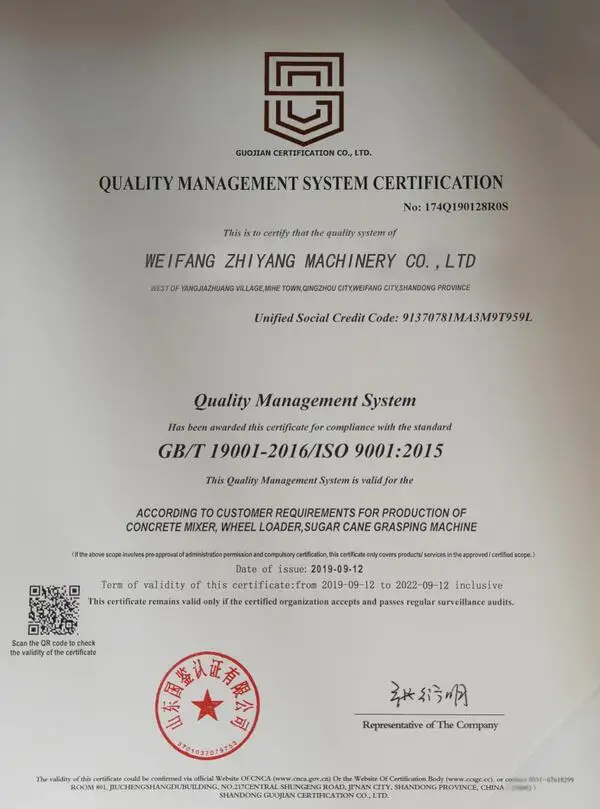 GUOJIAN CERTIFICATION CO., LTD.
QUALITY MANAGEMENT SYSTEM CERTIFICATION
No: 174Q190128R0S
This is to certify that the quality system of
WEIFANG ZHIYANG MACHINERY CO.,LTD
WEST OF YANGJIAZHUANG VILLAGE,MIHE TOWN,QINGZHOU CITY,WEIFANG CITY,SHANDONG PROVINCE
Unified Social Credit Code: 91370781MA3M9T959L
Quality Management System
Has been awarded this certificate for compliance with the standard
GB/T 19001-2016/ISO 9001:2015
This Quality Management System is valid for the
ACCORDING TO CUSTOMER REQUIREMENTS FOR PRODUCTION OF
CONCRETE MIXER, WHEEL LOADER,SUGAR CANE GRASPING MACHINE
(If the above scope involves pre-approval of administration permission and compulsory certification, this certificate only covers products/ services in the approved / certified scope.)
Date of issue: 2019-09-12
Term of validity of this certificate:from 2019-09-12 to 2022-09-12 inclusive
This certificate remains valid only if the certified organization accepts and passes regular surveillance audits.
Scan the QR code to check
the validity of the certificate
山东国鉴认证有限公司
3701037079753
Representative of The Company
The validity of this certificate could be confirmed via official Website Of CNCA (www.cnca.gov.cn) Or the Website Of Certification Body (www.ccsgc.cc). or contact 0531-67618299
ROOM 801, JIUCHENGSHANGDUBUILDING, NO.217CENTRAL SHUNGENG ROAD, JI'NAN CITY, SHANDONG PROVINCE, CHINA
SHANDONG GUOJIAN CERTIFICATION CO., LTD.